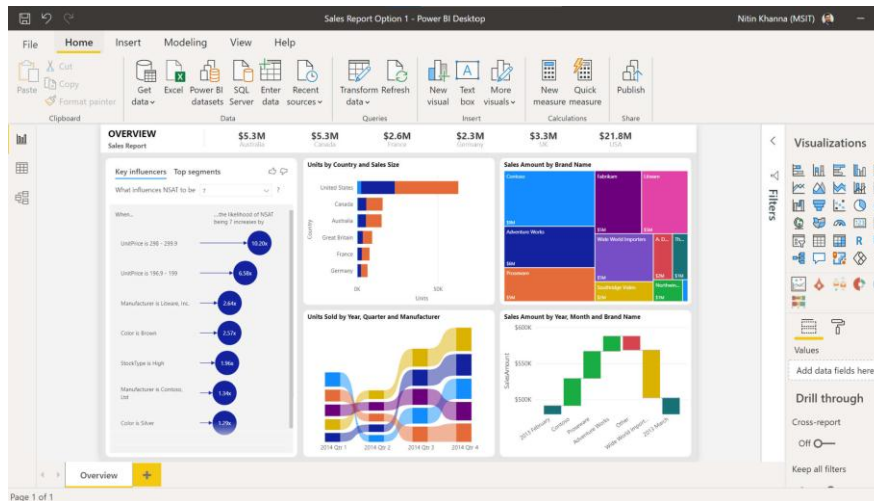 Sales Report Option 1 - Power BI Desktop
Nitin Khanna (MSIT)
File Home Insert Modeling View Help
Paste
Cut
Copy
Format painter
Get data
Excel
Power BI datasets
SQL Server
Enter data
Recent sources
Transform data
Refresh
New visual
Text box
More visuals
New measure
Quick measure
Publish
Clipboard Data Queries Insert Calculations Share
OVERVIEW
Sales Report
$5.3M
Australia
$5.3M
Canada
$2.6M
France
$2.3M
Germany
$3.3M
UK
$21.8M
USA
Key influencers Top segments
What influences NSAT to be 7 ?
When...
...the likelihood of NSAT being 7 increases by
UnitPrice is 298 - 299.9
10.20x
UnitPrice is 196.9 - 199
6.58x
Manufacturer is Litware, Inc.
2.64x
Color is Brown
2.57x
StockType is High
1.96x
Manufacturer is Contoso, Ltd
1.34x
Color is Silver
1.29x
Units by Country and Sales Size
Country
United States
Canada
Australia
Great Britain
France
Germany
0K 50K
Units
Sales Amount by Brand Name
Contoso
Fabrikam
Litware
Adventure Works
Wide World Importers
A. D...
Th...
Proseware
Southridge Video
Northwin...
Units Sold by Year, Quarter and Manufacturer
2014 Qtr 1 2014 Qtr 2 2014 Qtr 3 2014 Qtr 4
Sales Amount by Year, Month and Brand Name
SalesAmount
$600K
$550K
$500K
2013 February
Contoso
Proseware
Adventure Works
Other
Wide World Import...
2013 March
Filters
Visualizations
R
Values
Add data fields here
Drill through
Cross-report
Off
Keep all filters
Overview
Page 1 of 1